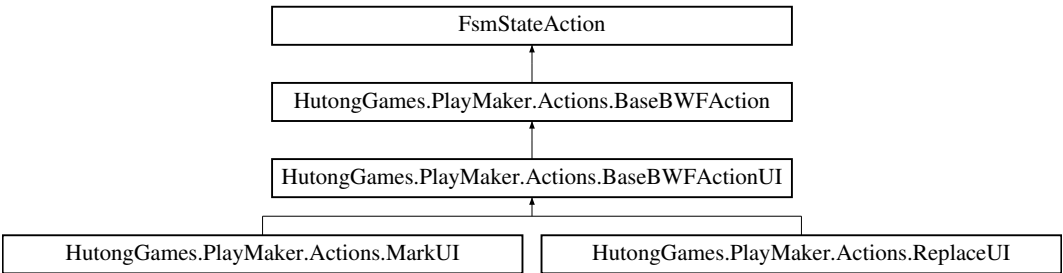 FsmStateAction
HutongGames.PlayMaker.Actions.BaseBWFAction
HutongGames.PlayMaker.Actions.BaseBWFActionUI
HutongGames.PlayMaker.Actions.MarkUI
HutongGames.PlayMaker.Actions.ReplaceUI